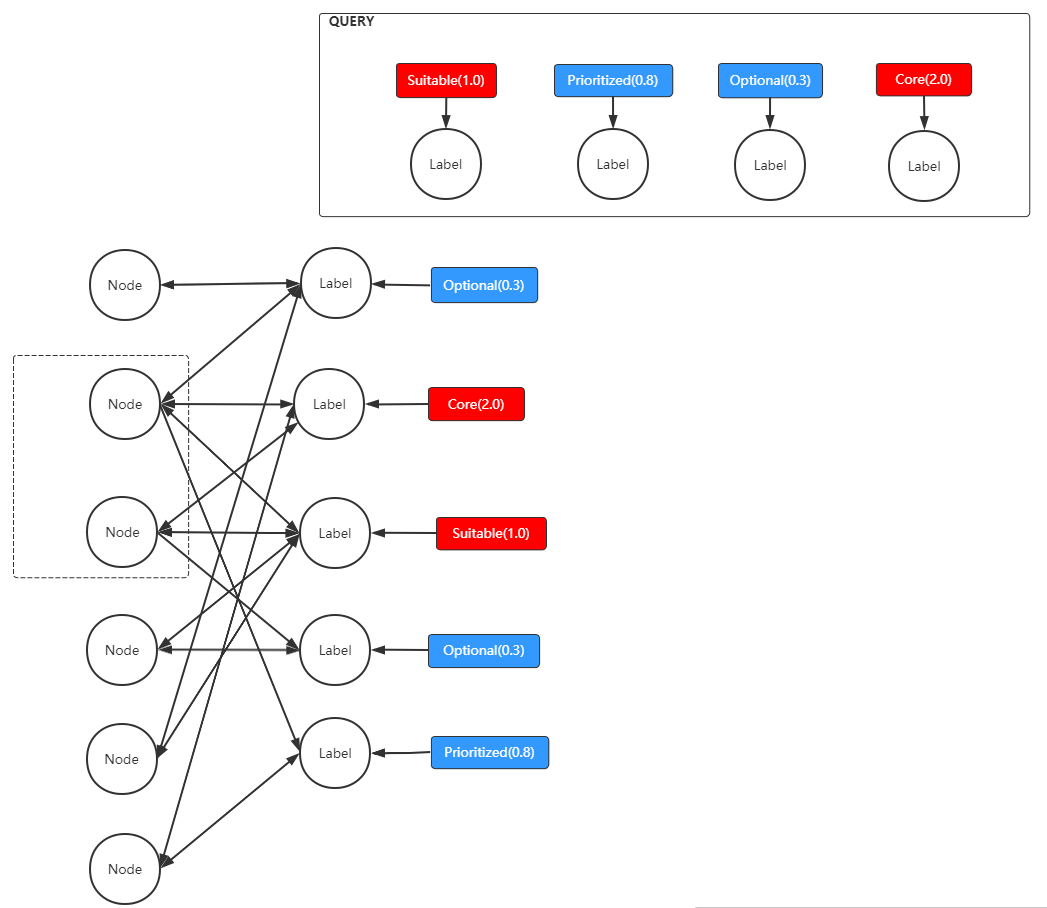 QUERY
Suitable(1.0)
Prioritized(0.8)
Optional(0.3)
Core(2.0)
Label
Label
Label
Label
Node
Label
Optional(0.3)
Node
Label
Core(2.0)
Node
Label
Suitable(1.0)
Node
Label
Optional(0.3)
Node
Label
Prioritized(0.8)
Node